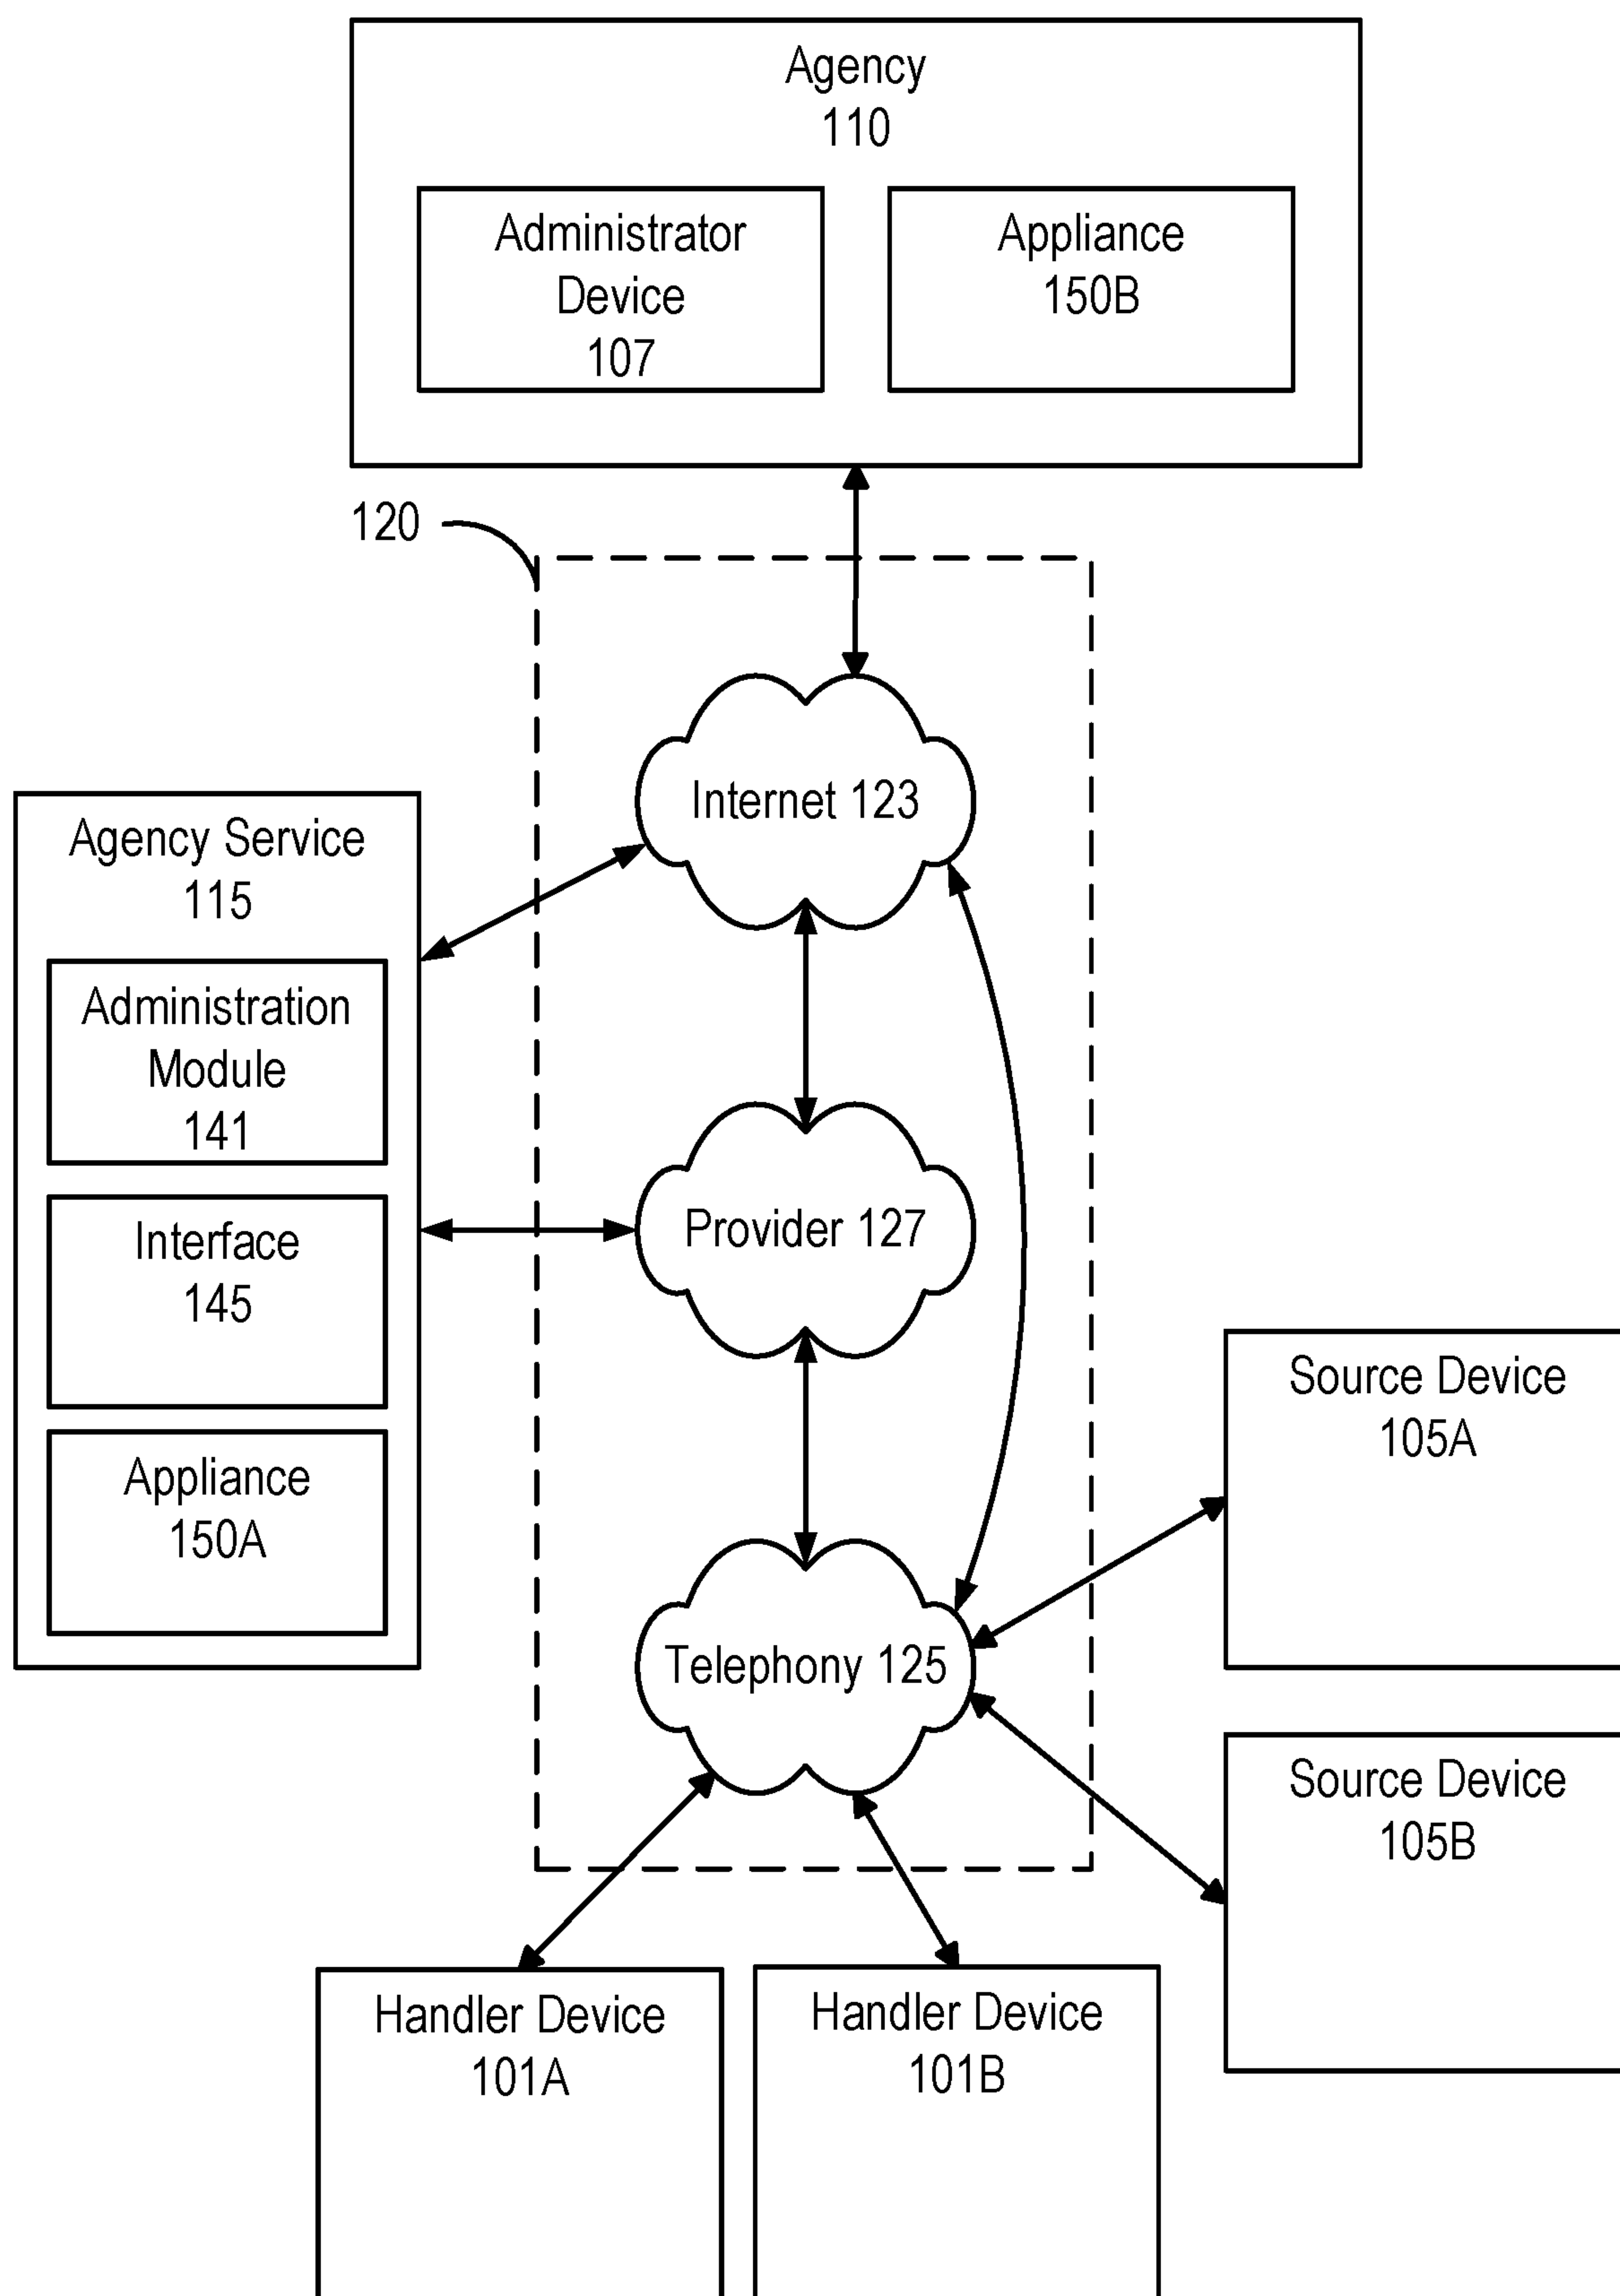 Agency
110
Administrator
Device
107
Appliance
150B
120
Internet 123
Agency Service
115
Administration
Module
141
Interface
145
Appliance
150A
Provider 127
Telephony 125
Source Device
105A
Source Device
105B
Handler Device
101A
Handler Device
101B